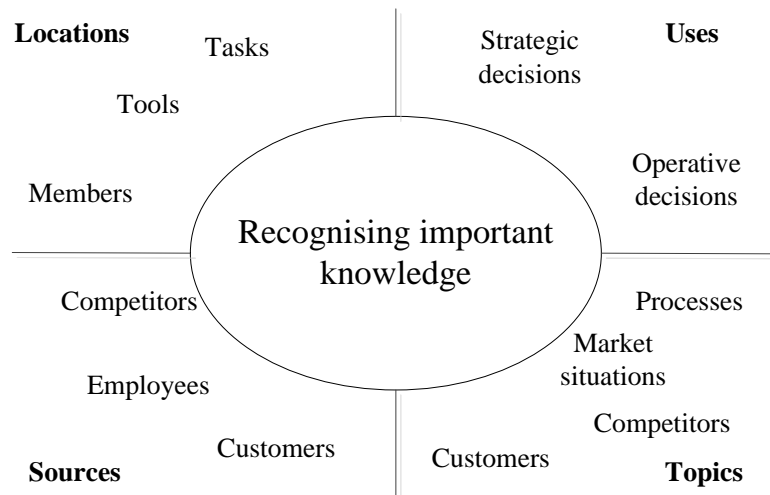 Locations
Tasks
Tools
Members
Strategic
decisions
Uses
Operative
decisions
Recognising important
knowledge
Competitors
Employees
Customers
Sources
Processes
Market
situations
Competitors
Customers
Topics